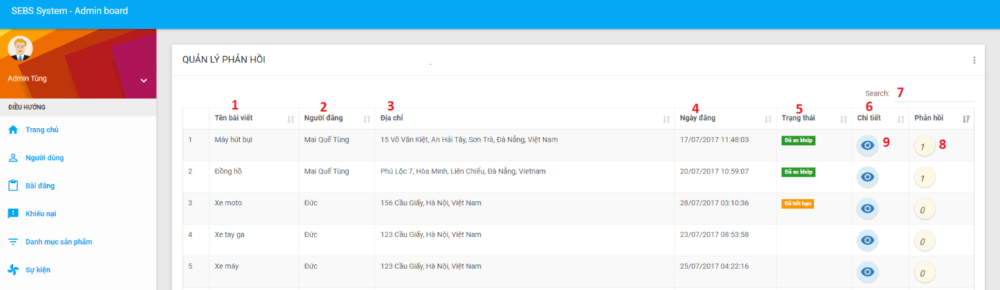 SEBS System - Admin board
Admin Tùng
ĐIỀU HƯỚNG
Trang chủ
Người dùng
Bài đăng
Khiếu nại
Danh mục sản phẩm
Sự kiện
QUẢN LÝ PHẢN HỒI
.
Search: 7
1 2 3 4 5 6
Tên bài viết Người đăng Địa chỉ Ngày đăng Trạng thái Chi tiết Phản hồi
1 Máy hút bụi Mai Quế Tùng 15 Võ Văn Kiệt, An Hải Tây, Sơn Trà, Đà Nẵng, Việt Nam 17/07/2017 11:48:03 Đã so khớp 9 1 8
2 Đồng hồ Mai Quế Tùng Phú Lộc 7, Hòa Minh, Liên Chiểu, Đà Nẵng, Vietnam 20/07/2017 10:59:07 Đã so khớp 1
3 Xe moto Đức 156 Cầu Giấy, Hà Nội, Việt Nam 28/07/2017 03:10:36 Đã hết hạn 0
4 Xe tay ga Đức 123 Cầu Giấy, Hà Nội, Việt Nam 23/07/2017 08:53:58 0
5 Xe máy Đức 123 Cầu Giấy, Hà Nội, Việt Nam 25/07/2017 04:22:16 0